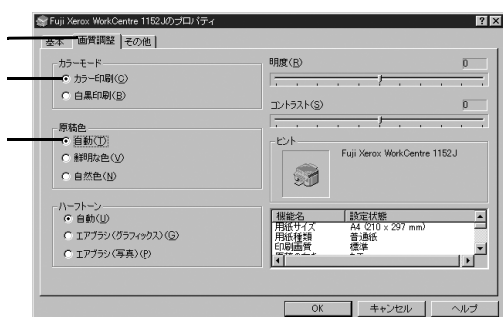 Fuji Xerox WorkCentre 1152Jのプロパティ
基本 画質調整 その他
カラーモード
カラー印刷(C)
白黒印刷(B)
原稿色
自動(T)
鮮明な色(V)
自然色(N)
ハーフトーン
自動(U)
エアブラシ(グラフィックス)(G)
エアブラシ(写真)(P)
明度(R) 0
コントラスト(S) 0
ヒント
Fuji Xerox WorkCentre 1152J
機能名 設定状態
用紙サイズ A4 (210 x 297 mm)
用紙種類 普通紙
印刷画質 標準
OK キャンセル ヘルプ